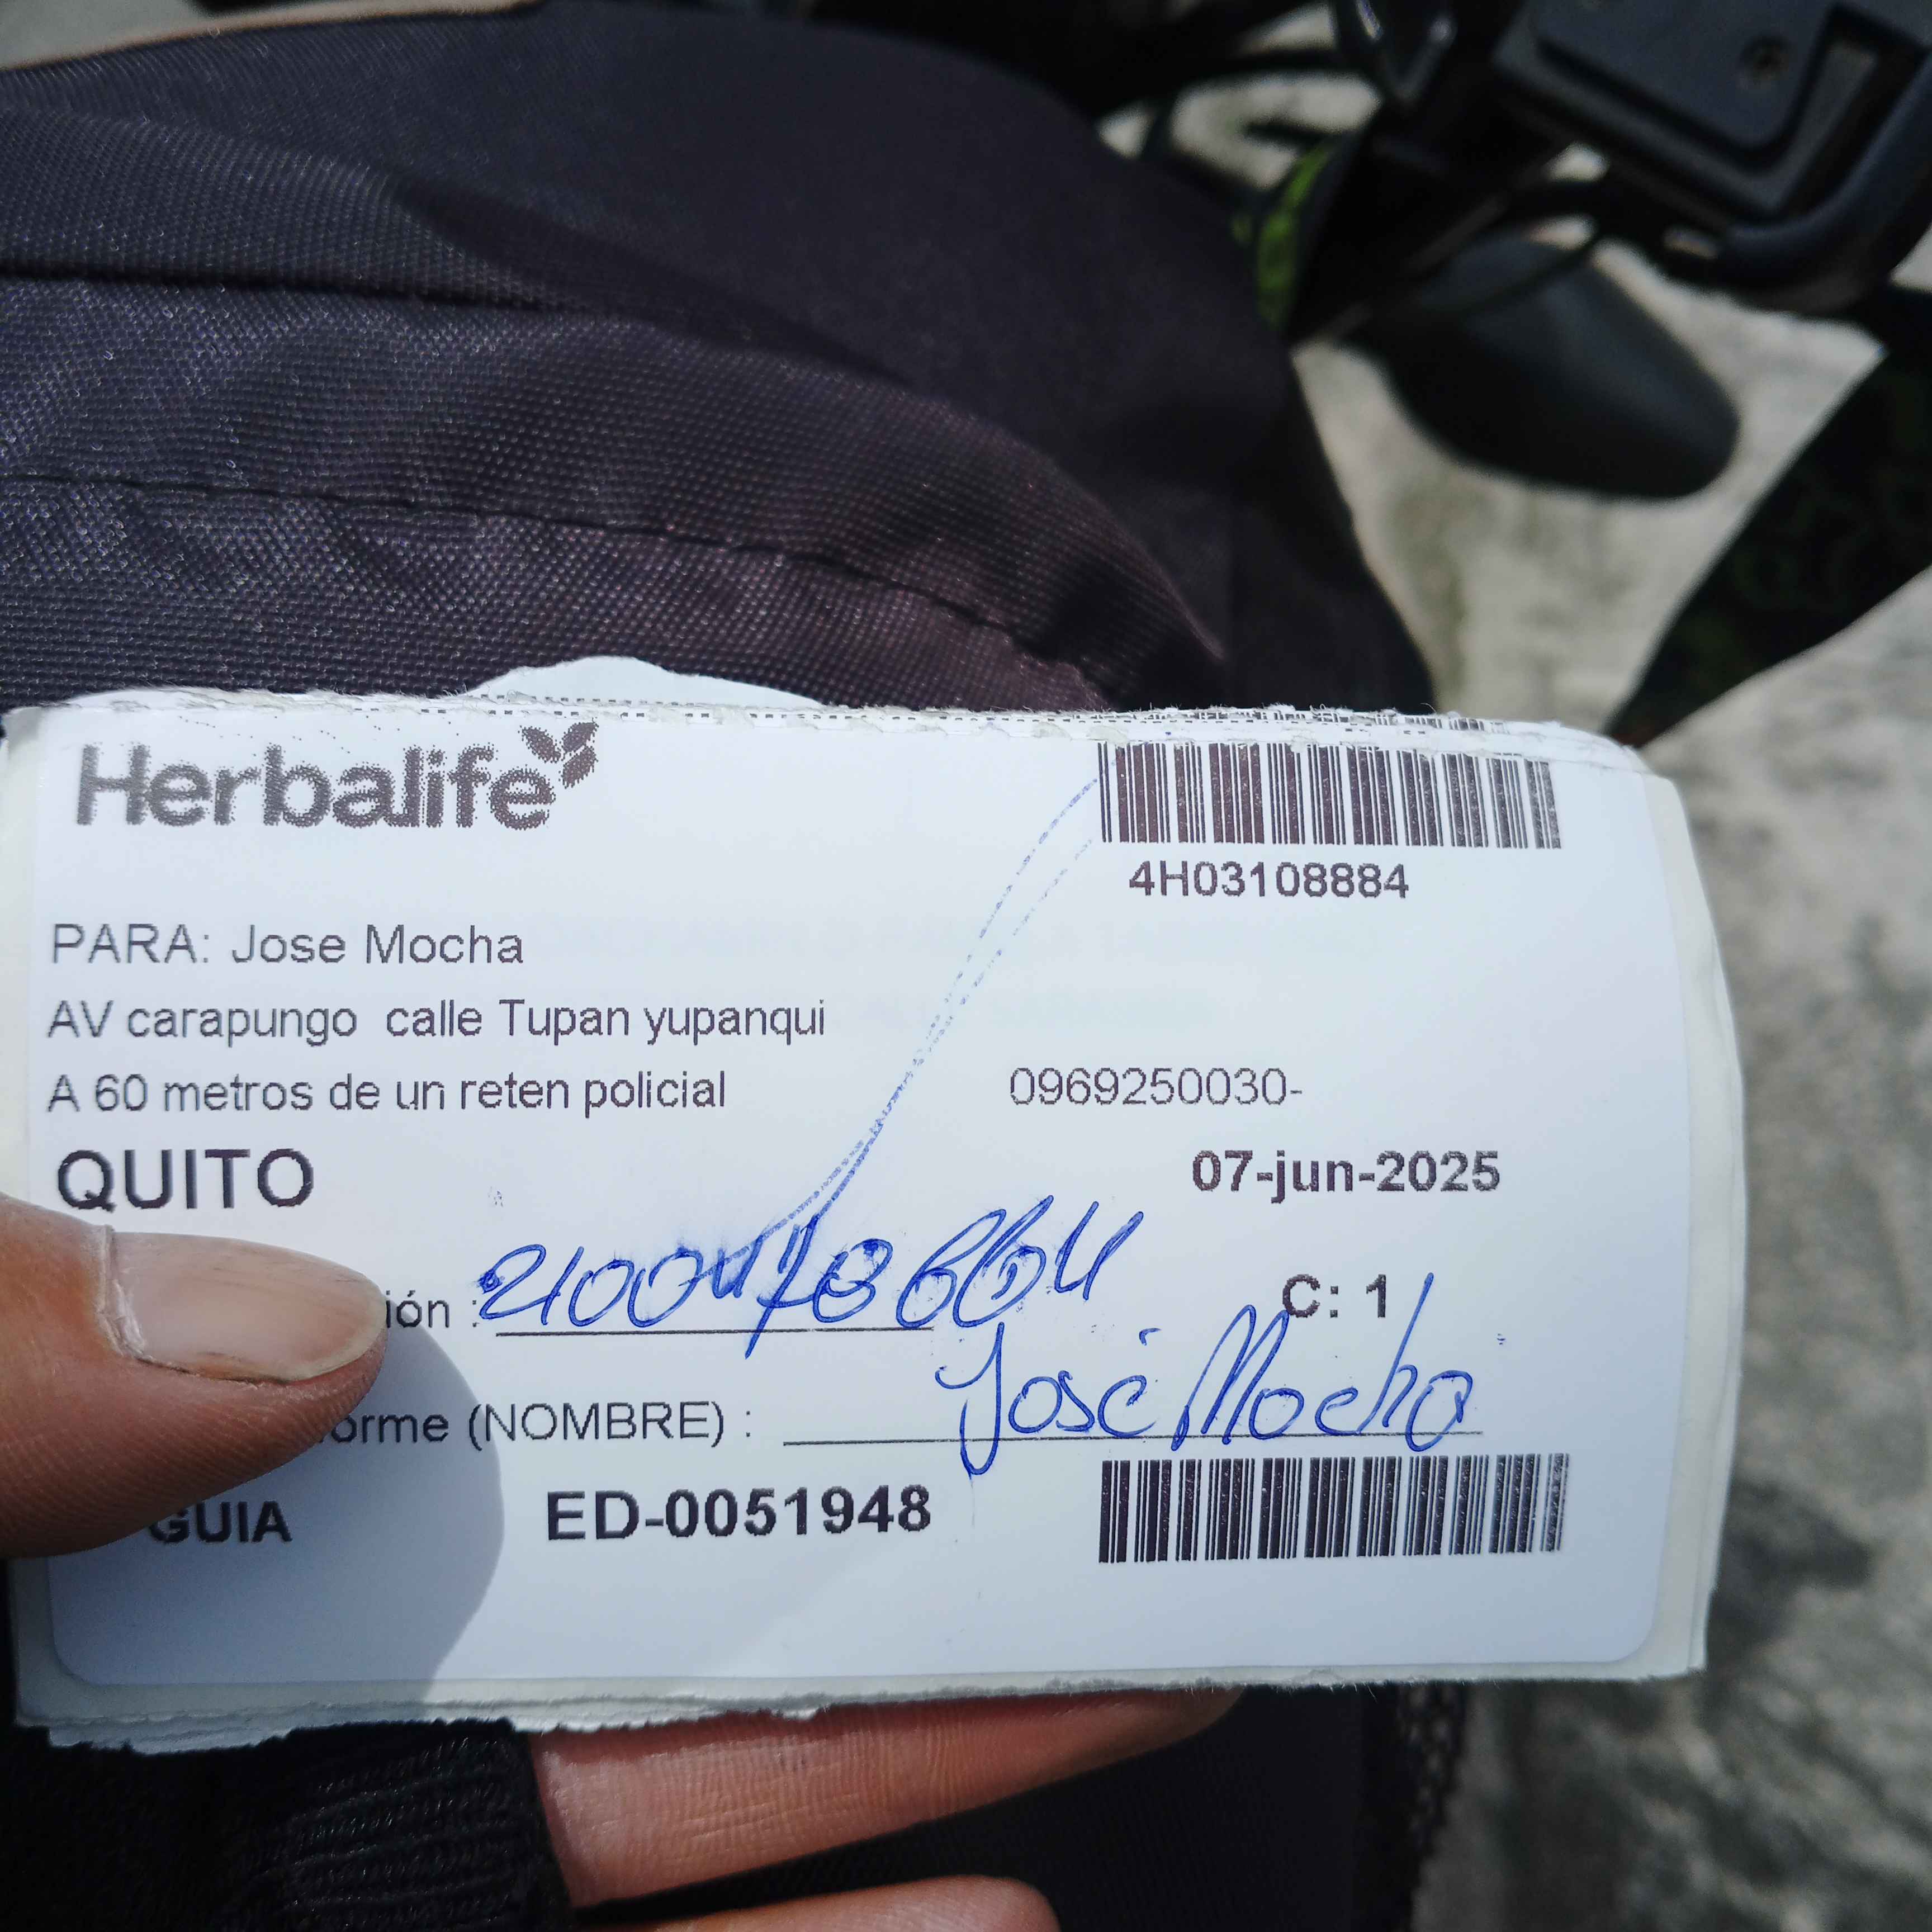 Herbalife
4H03108884
PARA: Jose Mocha
AV carapungo calle Tupan yupanqui
A 60 metros de un reten policial 0969250030-
QUITO 07-jun-2025
ión : C: 1
orme (NOMBRE) : José Mocha
GUIA ED-0051948